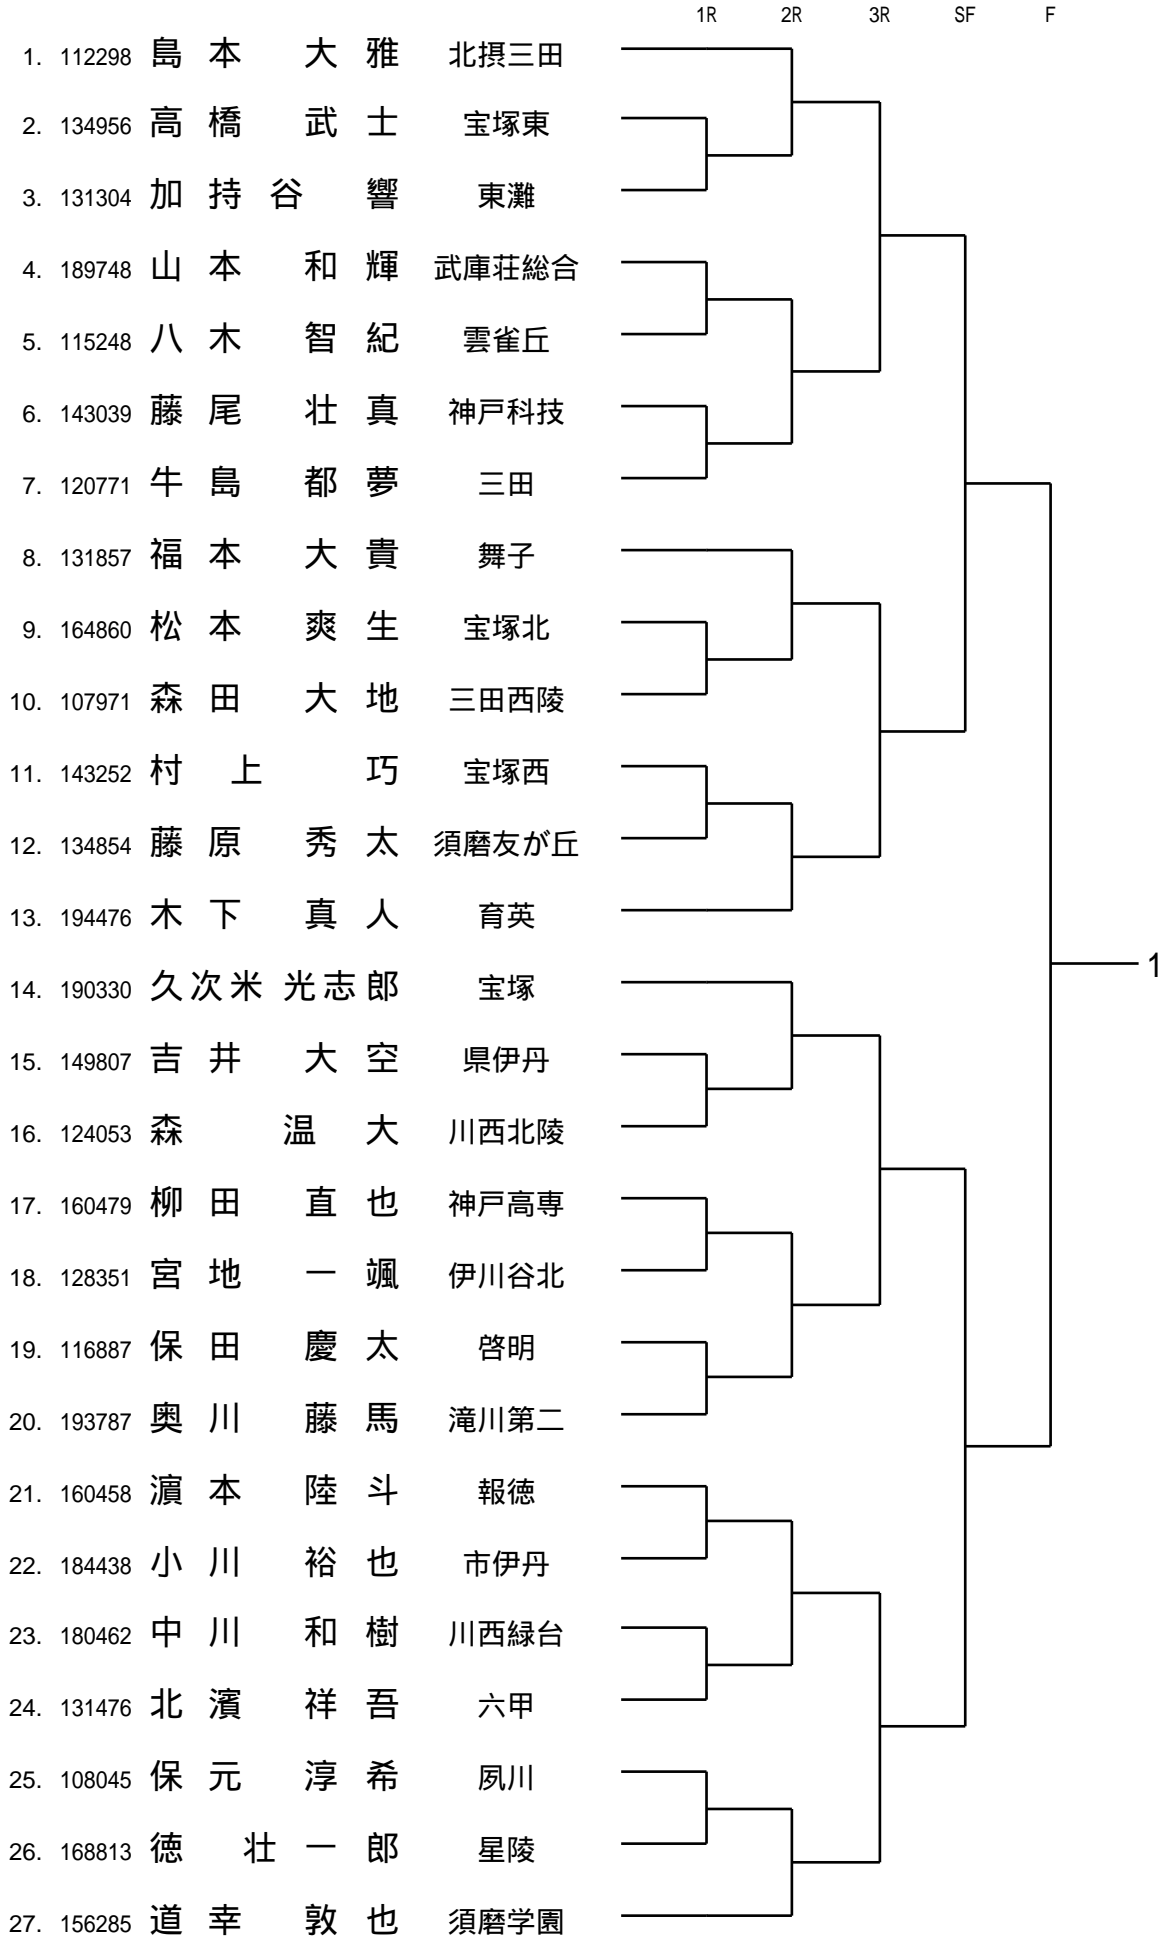 1R 2R 3R SF F
1. 112298 島本 大雅 北摂三田
2. 134956 高橋 武士 宝塚東
3. 131304 加持谷 響 東灘
4. 189748 山本 和輝 武庫荘総合
5. 115248 八木 智紀 雲雀丘
6. 143039 藤尾 壮真 神戸科技
7. 120771 牛島 都夢 三田
8. 131857 福本 大貴 舞子
9. 164860 松本 爽生 宝塚北
10. 107971 森田 大地 三田西陵
11. 143252 村上 巧 宝塚西
12. 134854 藤原 秀太 須磨友が丘
13. 194476 木下 真人 育英
1
14. 190330 久次米 光志郎 宝塚
15. 149807 吉井 大空 県伊丹
16. 124053 森 温大 川西北陵
17. 160479 柳田 直也 神戸高専
18. 128351 宮地 一颯 伊川谷北
19. 116887 保田 慶太 啓明
20. 193787 奥川 藤馬 滝川第二
21. 160458 濵本 陸斗 報徳
22. 184438 小川 裕也 市伊丹
23. 180462 中川 和樹 川西緑台
24. 131476 北濱 祥吾 六甲
25. 108045 保元 淳希 夙川
26. 168813 徳 壮一郎 星陵
27. 156285 道幸 敦也 須磨学園